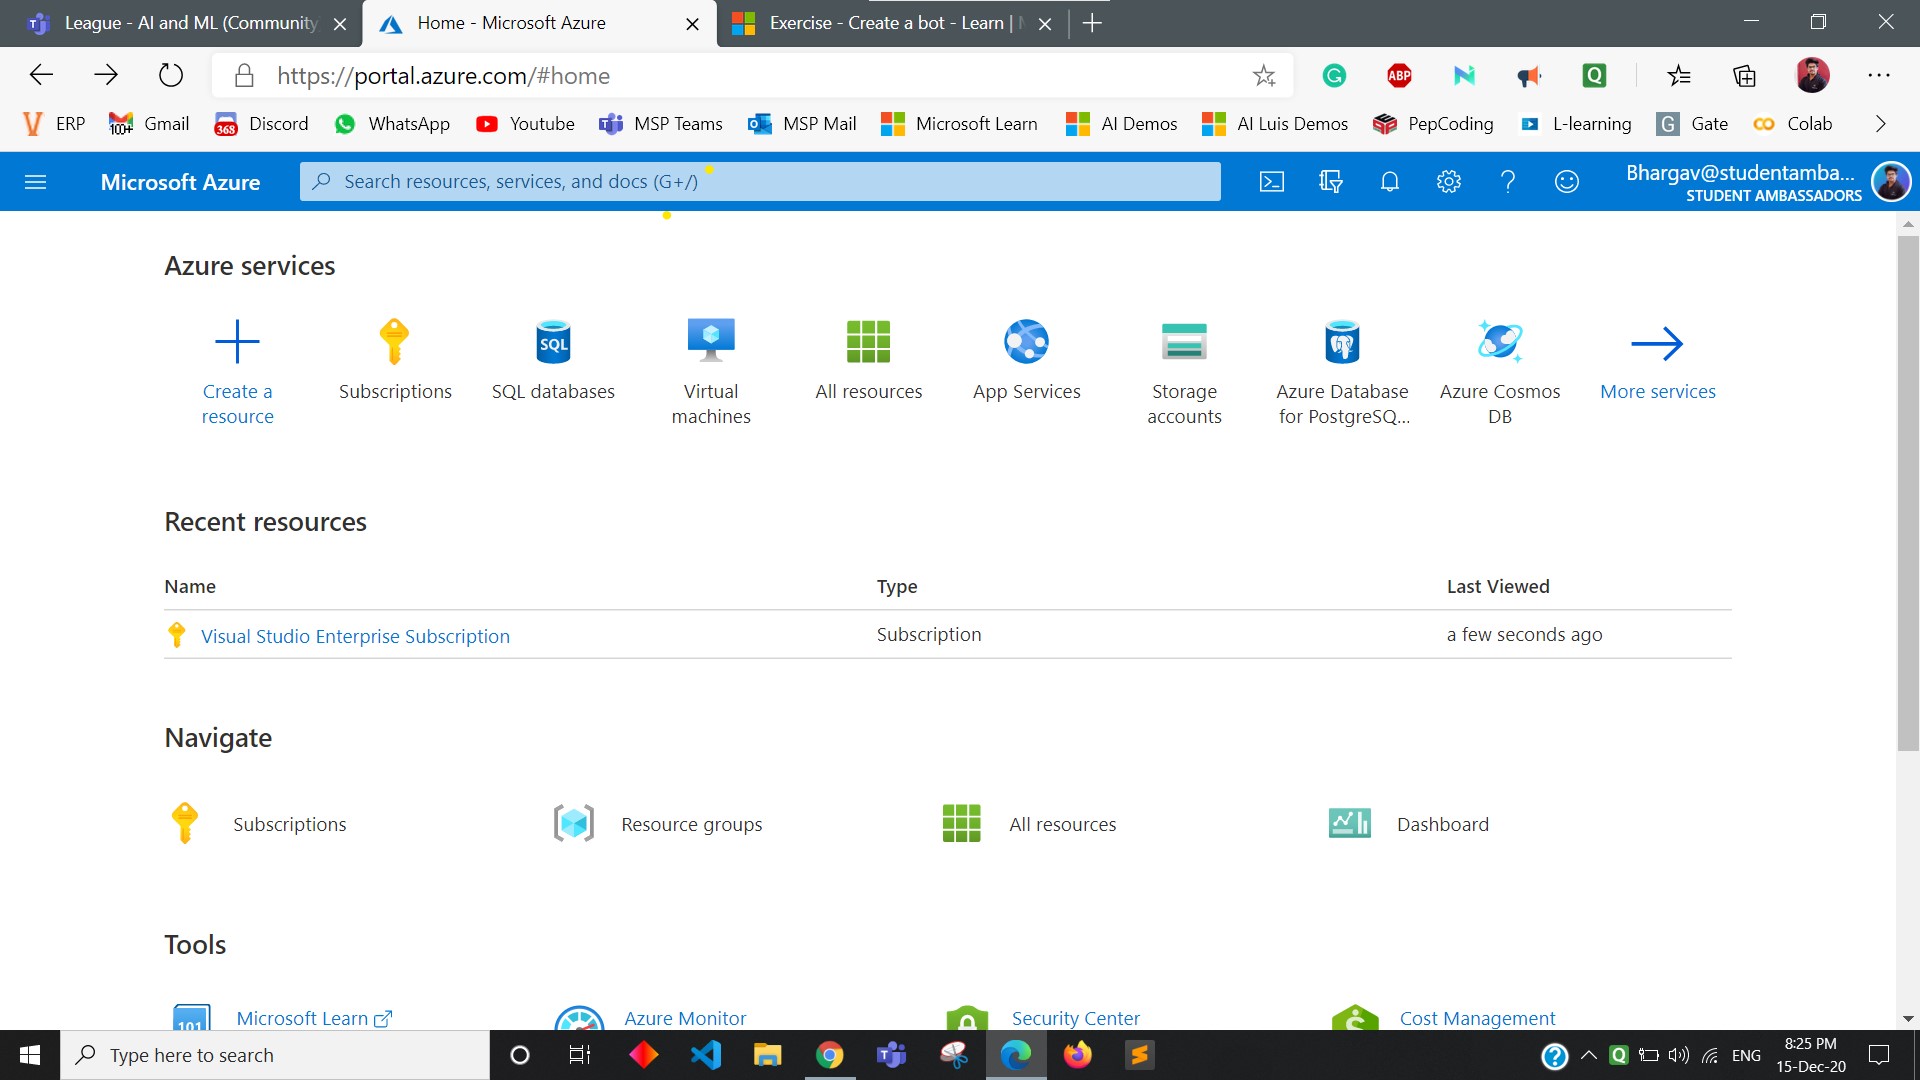 League - AI and ML (Community
Home - Microsoft Azure
Exercise - Create a bot - Learn |
https://portal.azure.com/#home
G
ABP
Q
ERP
100+
Gmail
368
Discord
WhatsApp
Youtube
MSP Teams
MSP Mail
Microsoft Learn
AI Demos
AI Luis Demos
PepCoding
L-learning
G
Gate
Colab
Microsoft Azure
Search resources, services, and docs (G+/)
Bhargav@studentamba...
STUDENT AMBASSADORS
Azure services
Create a
resource
Subscriptions
SQL
SQL databases
Virtual
machines
All resources
App Services
Storage
accounts
Azure Database
for PostgreSQ...
Azure Cosmos
DB
More services
Recent resources
Name Type Last Viewed
Visual Studio Enterprise Subscription Subscription a few seconds ago
Navigate
Subscriptions
Resource groups
All resources
Dashboard
Tools
101
Microsoft Learn
Azure Monitor
Security Center
Cost Management
Type here to search
Q
ENG
8:25 PM
15-Dec-20